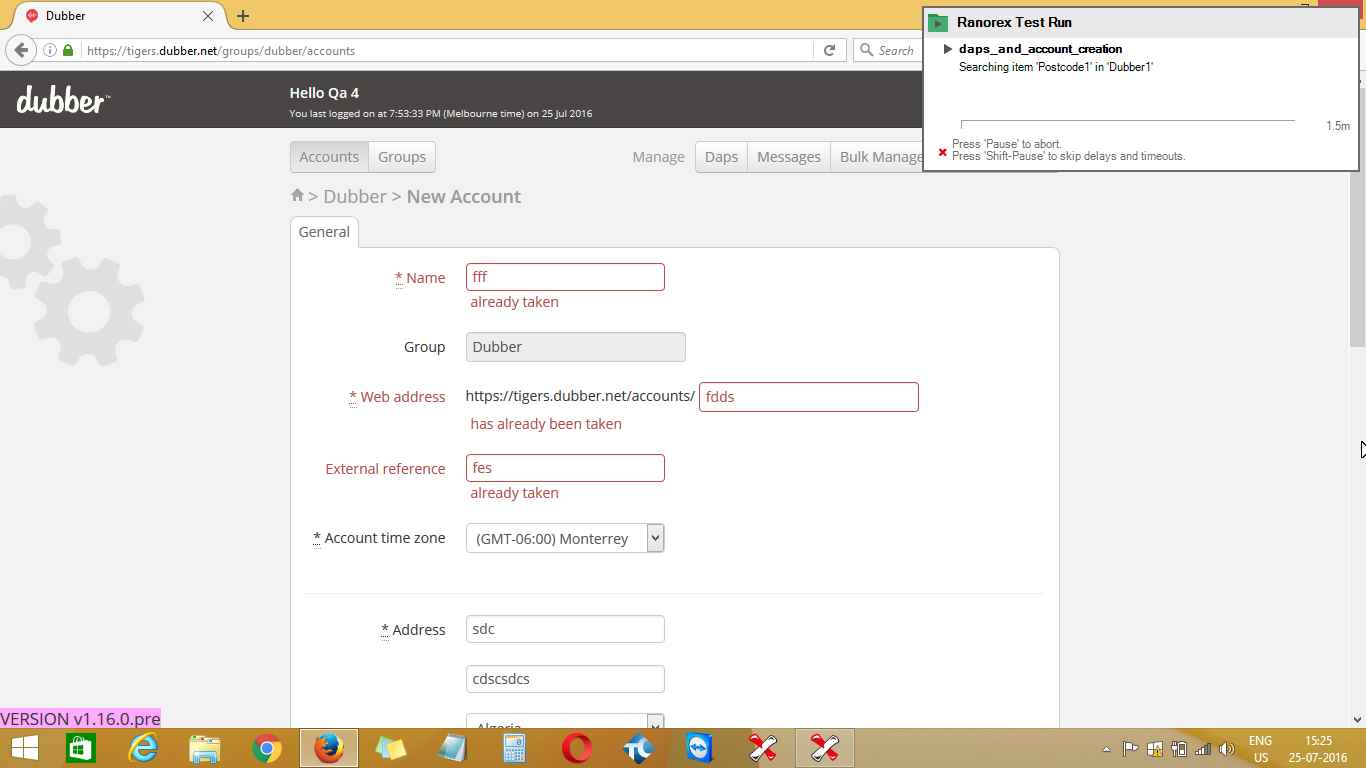 Dubber
Ranorex Test Run
daps_and_account_creation
Searching item 'Postcode1' in 'Dubber1'
1.5m
Press 'Pause' to abort.
Press 'Shift-Pause' to skip delays and timeouts.
https://tigers.dubber.net/groups/dubber/accounts
Search
dubber™
Hello Qa 4
You last logged on at 7:53:33 PM (Melbourne time) on 25 Jul 2016
Accounts Groups Manage Daps Messages Bulk Manage
> Dubber > New Account
General
* Name fff
already taken
Group Dubber
* Web address https://tigers.dubber.net/accounts/ fdds
has already been taken
External reference fes
already taken
* Account time zone (GMT-06:00) Monterrey
* Address sdc
cdscsdcs
Algeria
VERSION v1.16.0.pre
ENG 15:25
US 25-07-2016